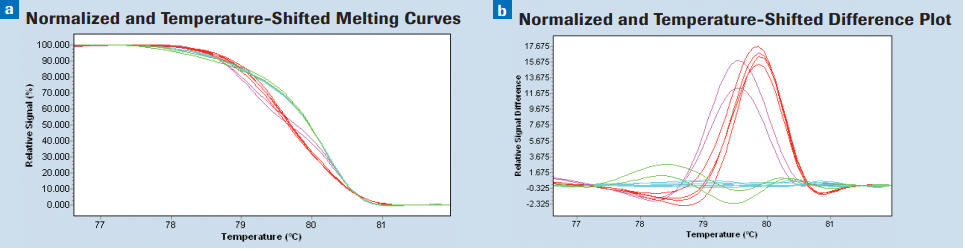 a
Normalized and Temperature-Shifted Melting Curves
Relative Signal (%)
100.000
90.000
80.000
70.000
60.000
50.000
40.000
30.000
20.000
10.000
0.000
77 78 79 80 81
Temperature (°C)
b
Normalized and Temperature-Shifted Difference Plot
Relative Signal Difference
17.675
15.675
13.675
11.675
9.675
7.675
5.675
3.675
1.675
-0.325
-2.325
77 78 79 80 81
Temperature (°C)